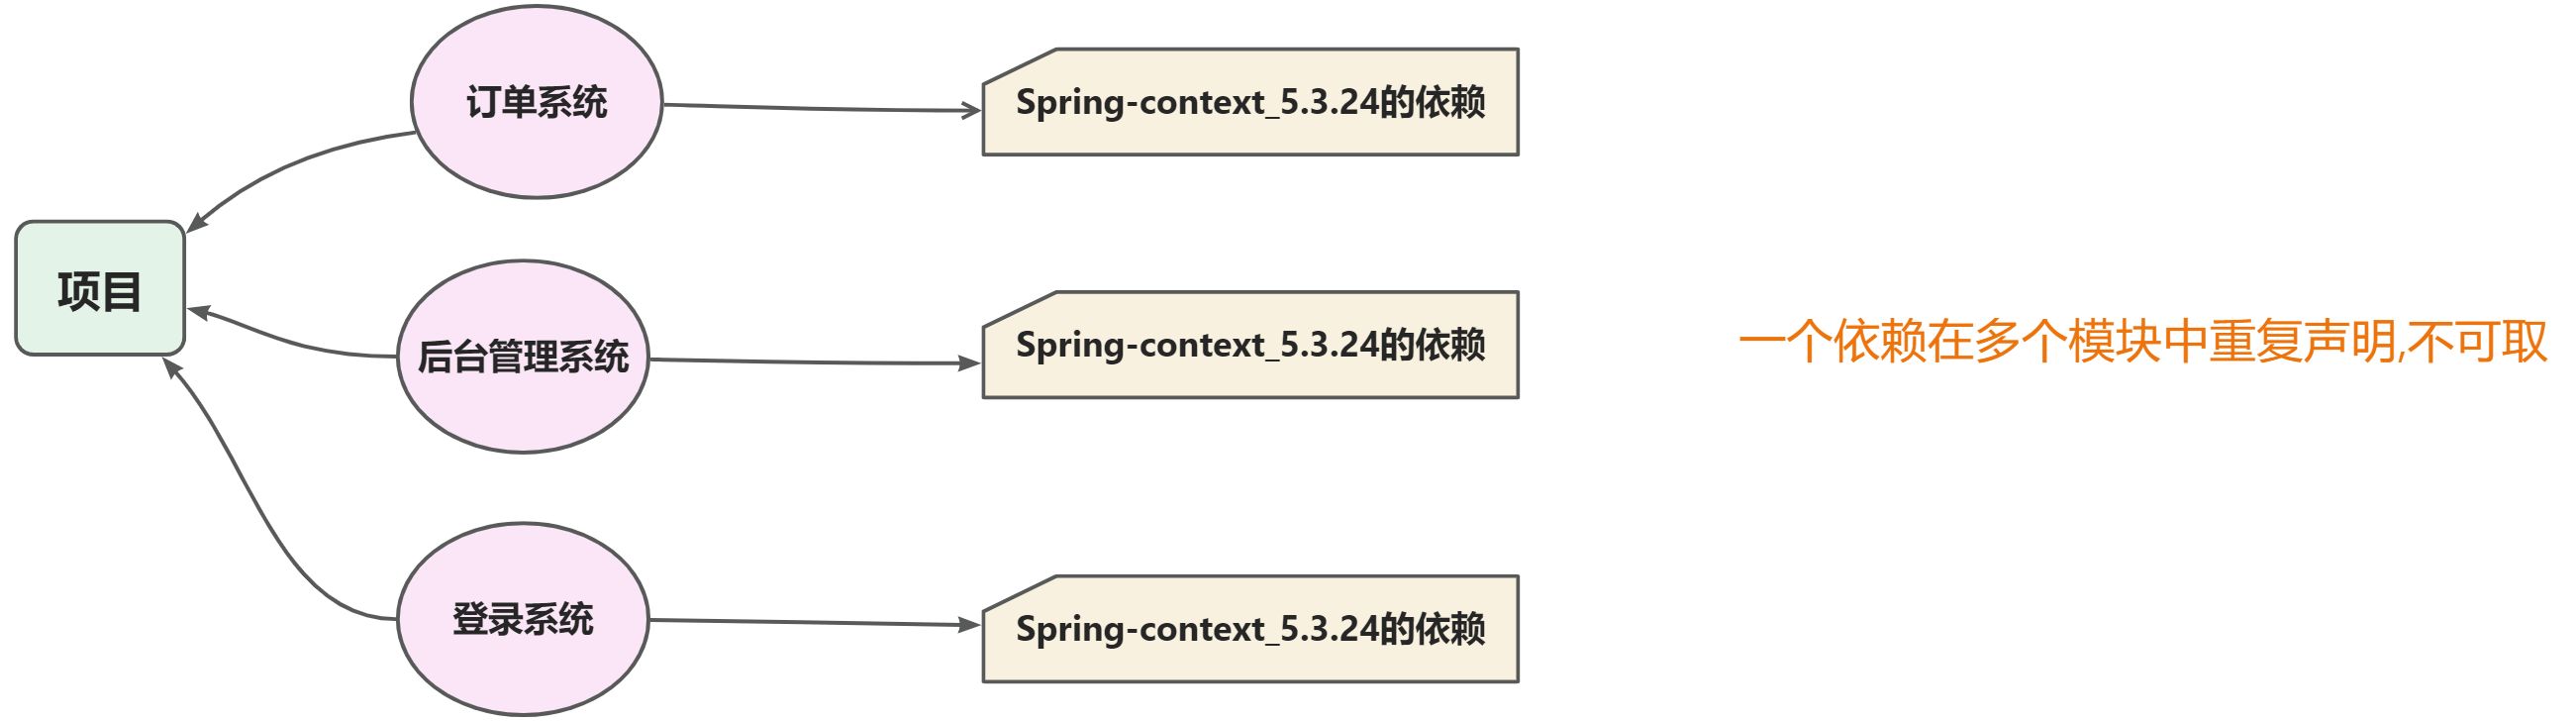 订单系统
Spring-context_5.3.24的依赖
项目
后台管理系统
Spring-context_5.3.24的依赖
一个依赖在多个模块中重复声明,不可取
登录系统
Spring-context_5.3.24的依赖